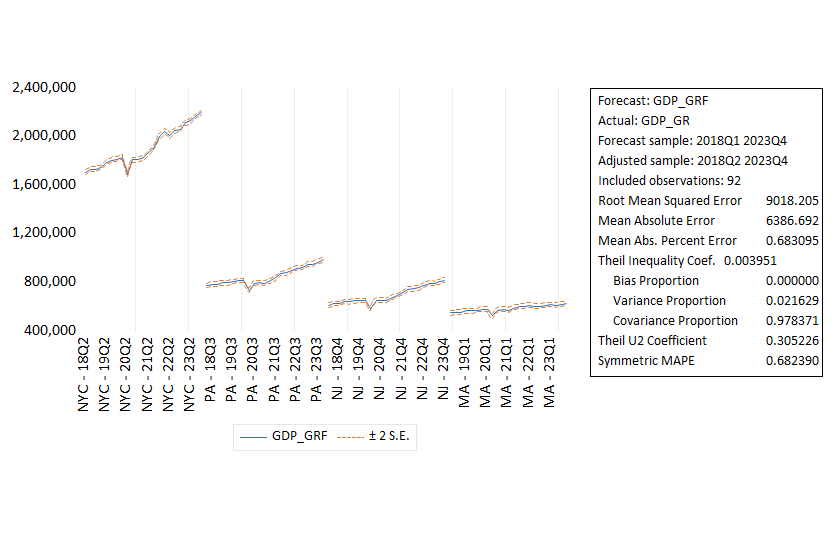 2,400,000
2,000,000
1,600,000
1,200,000
800,000
400,000
NYC - 18Q2
NYC - 19Q2
NYC - 20Q2
NYC - 21Q2
NYC - 22Q2
NYC - 23Q2
PA - 18Q3
PA - 19Q3
PA - 20Q3
PA - 21Q3
PA - 22Q3
PA - 23Q3
NJ - 18Q4
NJ - 19Q4
NJ - 20Q4
NJ - 21Q4
NJ - 22Q4
NJ - 23Q4
MA - 19Q1
MA - 20Q1
MA - 21Q1
MA - 22Q1
MA - 23Q1
GDP_GRF
± 2 S.E.
Forecast: GDP_GRF
Actual: GDP_GR
Forecast sample: 2018Q1 2023Q4
Adjusted sample: 2018Q2 2023Q4
Included observations: 92
Root Mean Squared Error 9018.205
Mean Absolute Error 6386.692
Mean Abs. Percent Error 0.683095
Theil Inequality Coef. 0.003951
Bias Proportion 0.000000
Variance Proportion 0.021629
Covariance Proportion 0.978371
Theil U2 Coefficient 0.305226
Symmetric MAPE 0.682390